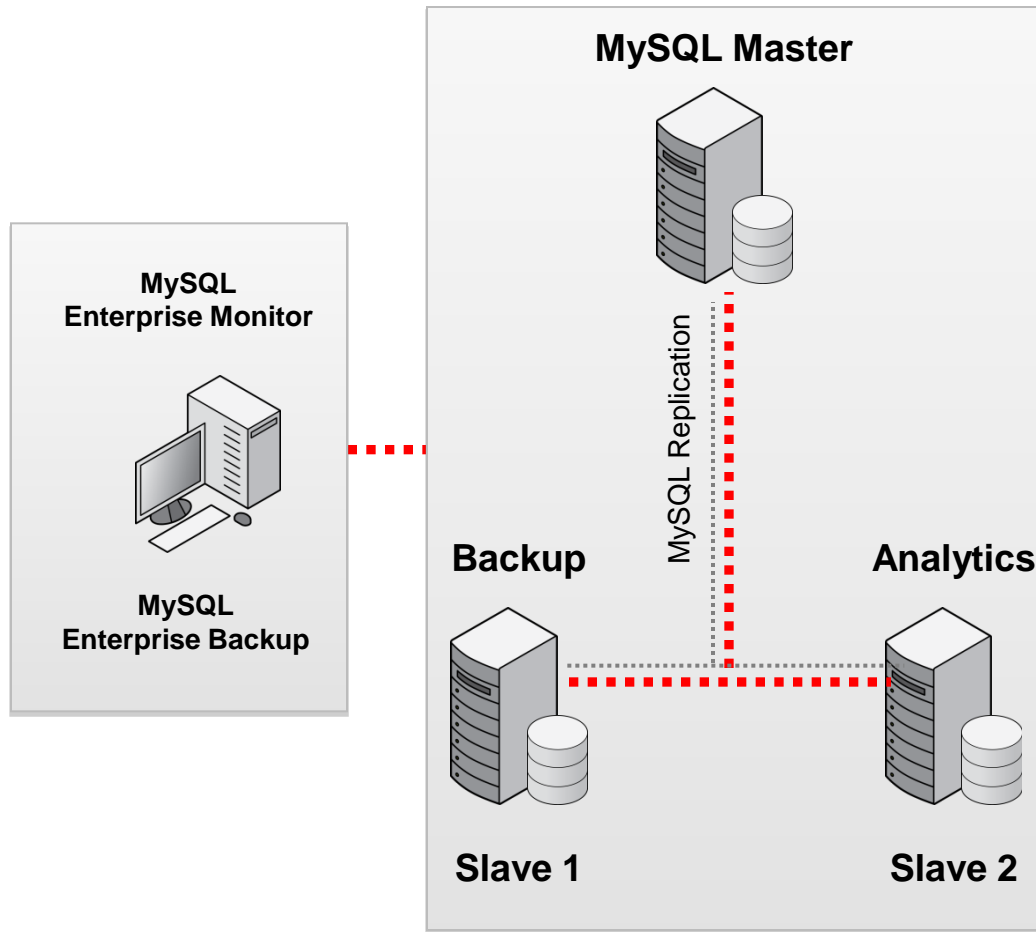 MySQL Master
MySQL
Enterprise Monitor
MySQL
Enterprise Backup
MySQL Replication
Backup
Analytics
Slave 1
Slave 2